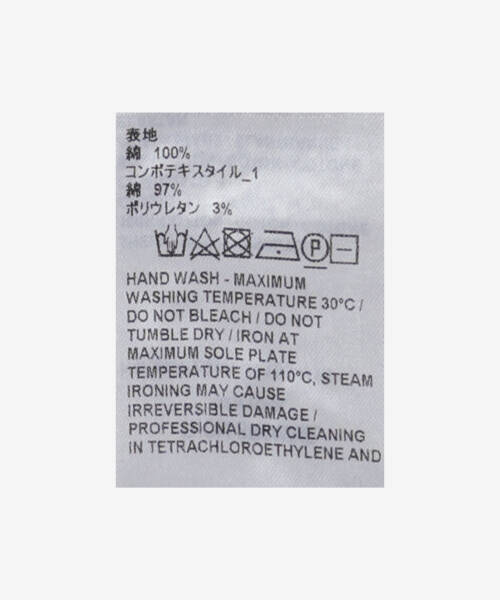 表地
綿 100%
コンポテキスタイル_1
綿 97%
ポリウレタン 3%
P
HAND WASH - MAXIMUM
WASHING TEMPERATURE 30°C /
DO NOT BLEACH / DO NOT
TUMBLE DRY / IRON AT
MAXIMUM SOLE PLATE
TEMPERATURE OF 110°C, STEAM
IRONING MAY CAUSE
IRREVERSIBLE DAMAGE /
PROFESSIONAL DRY CLEANING
IN TETRACHLOROETHYLENE AND